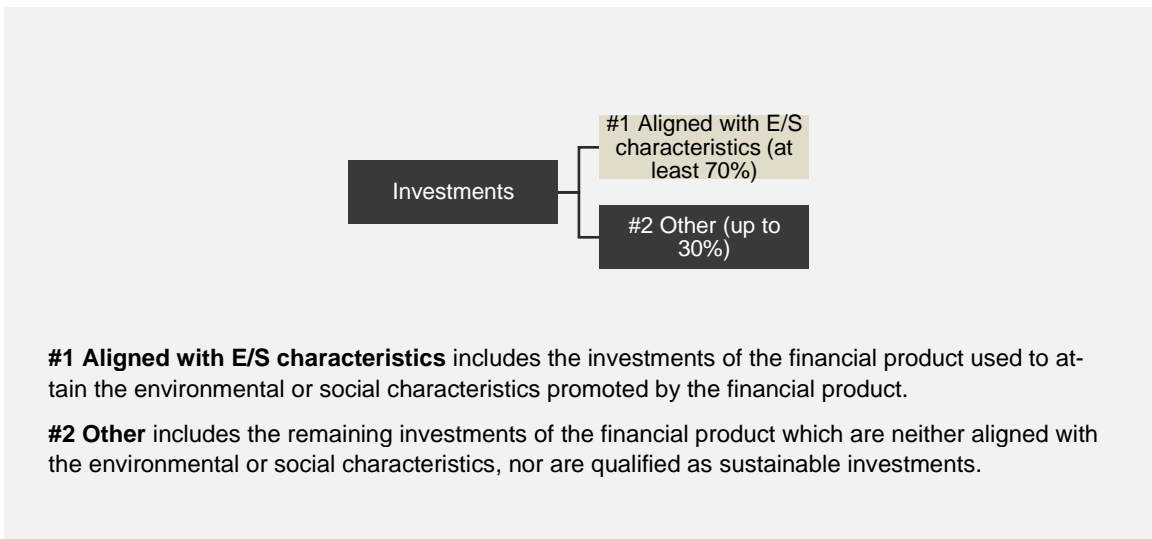 #1 Aligned with E/S
characteristics (at
least 70%)
Investments
#2 Other (up to
30%)
#1 Aligned with E/S characteristics includes the investments of the financial product used to at-
tain the environmental or social characteristics promoted by the financial product.
#2 Other includes the remaining investments of the financial product which are neither aligned with
the environmental or social characteristics, nor are qualified as sustainable investments.